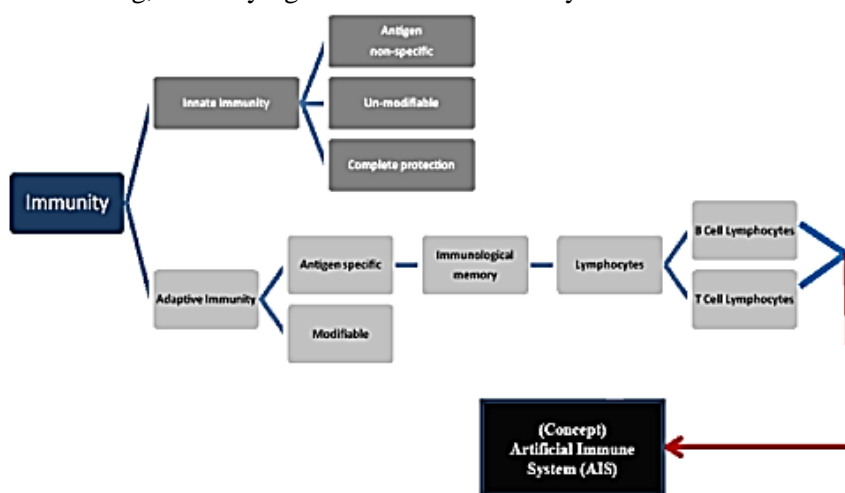 Antigen
non-specific
Innate Immunity
Un-modifiable
Complete protection
Immunity
B Cell Lymphocytes
Antigen specific
Immunological
memory
Lymphocytes
Adaptive Immunity
T Cell Lymphocytes
Modifiable
(Concept)
Artificial Immune
System (AIS)